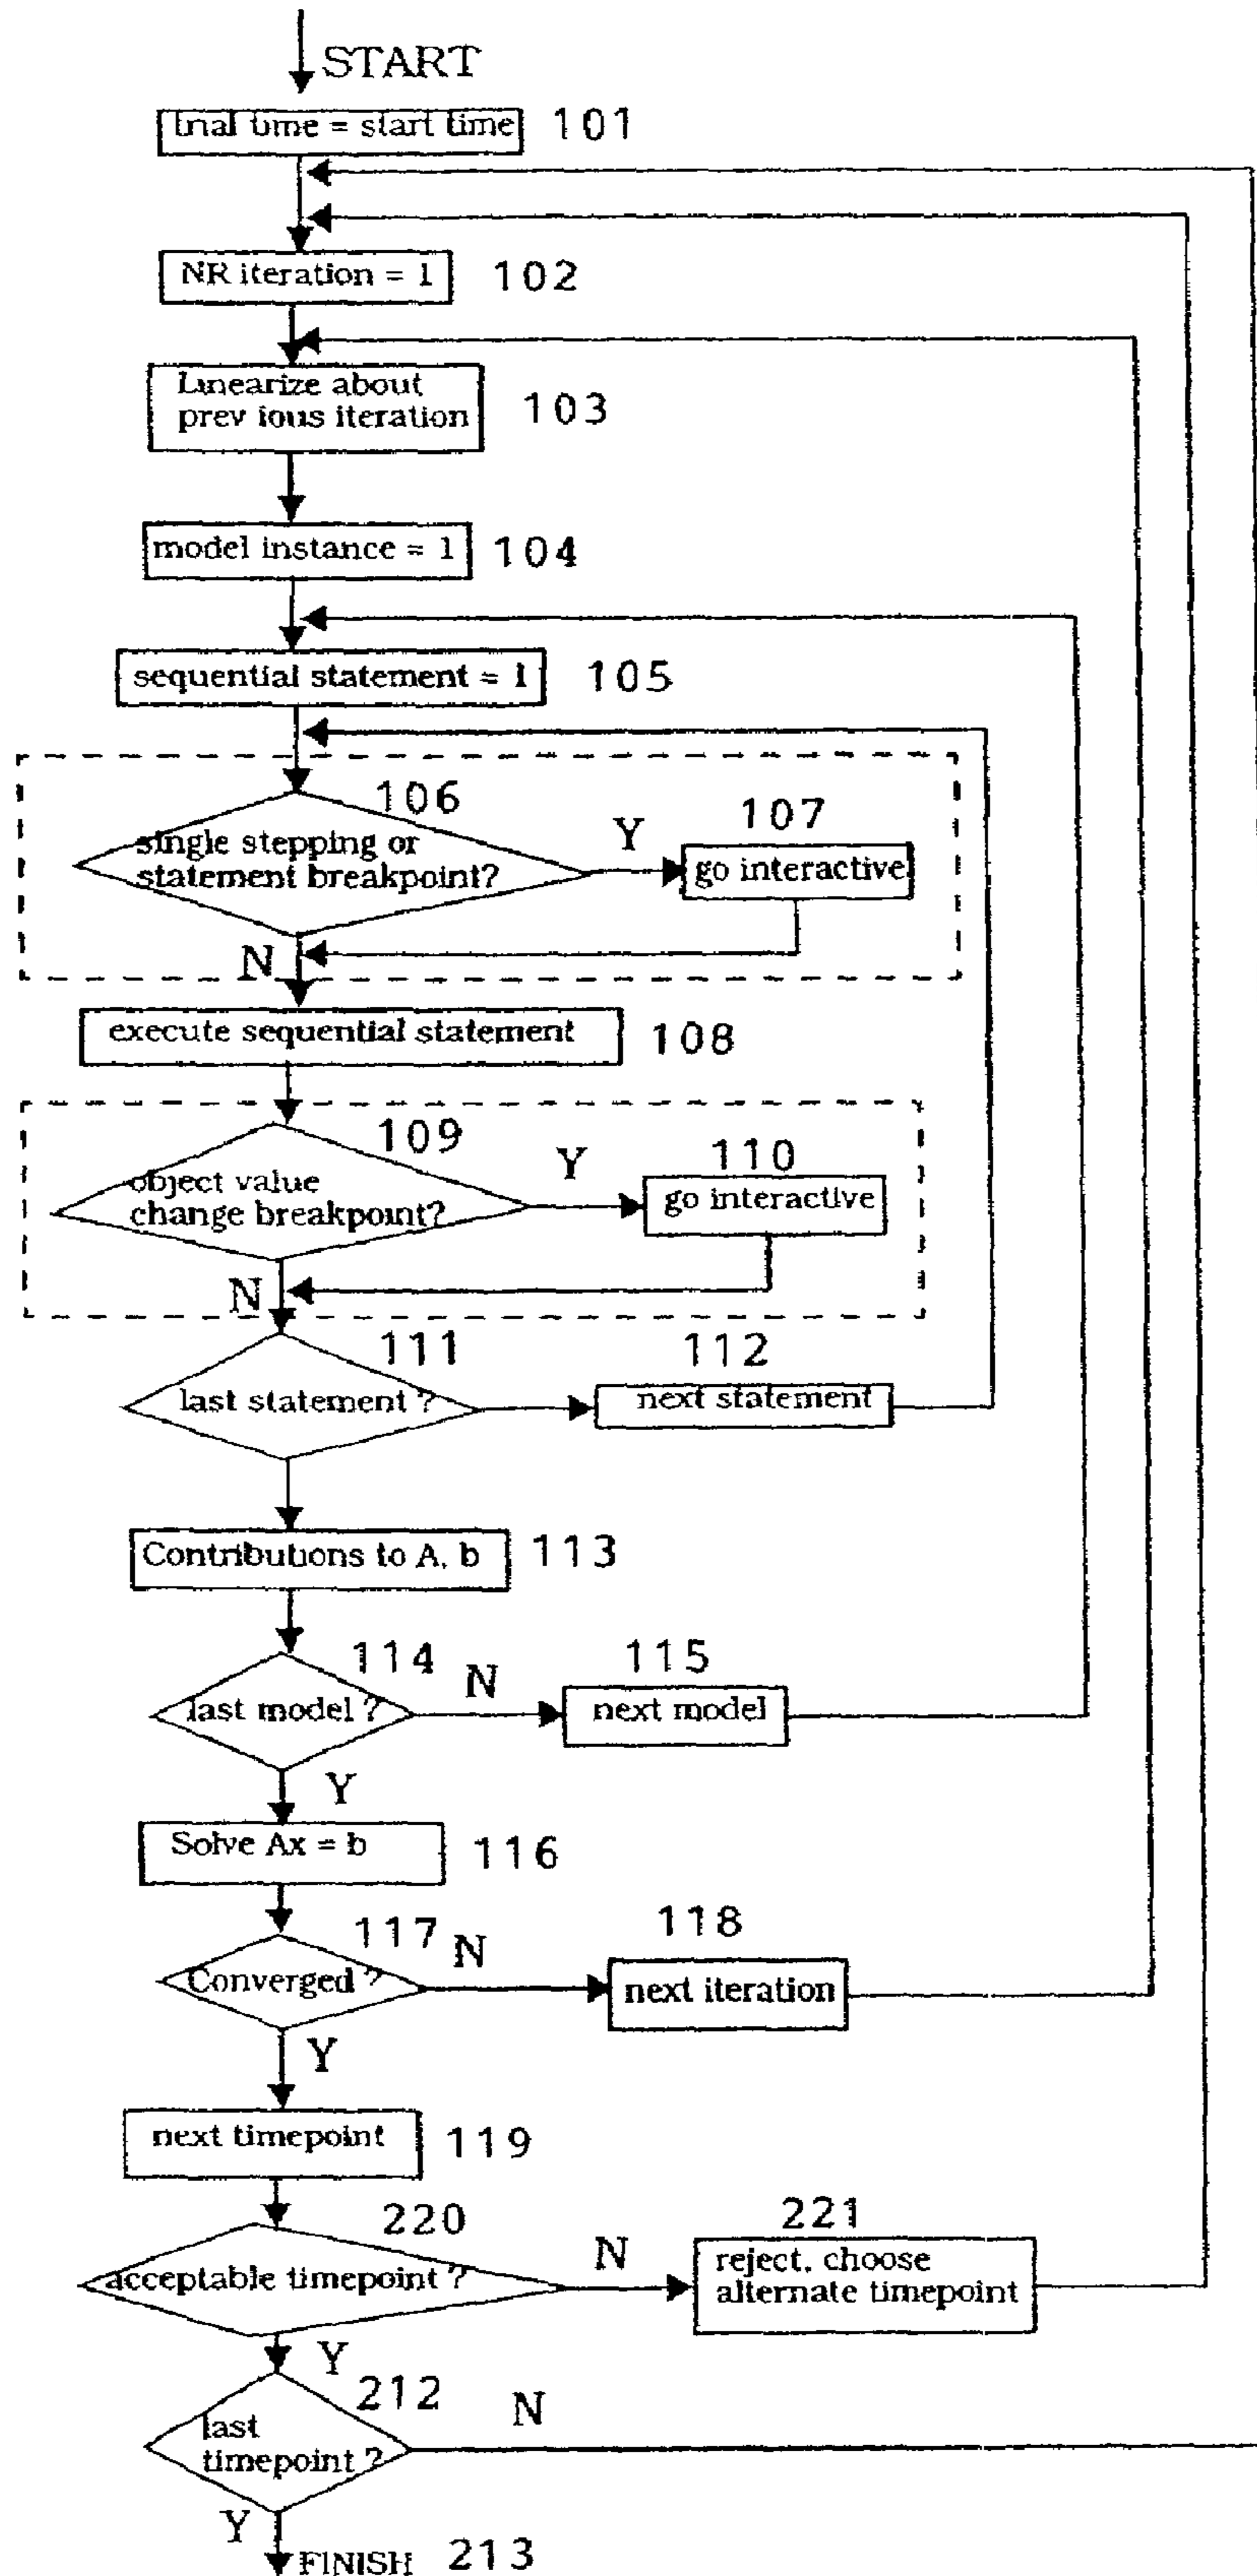 START
trial time = start time 101
NR iteration = 1 102
Linearize about
prev ious iteration 103
model instance = 1 104
sequential statement = 1 105
106
107
single stepping or
statement breakpoint?
Y
go interactive
N
execute sequential statement 108
109
110
object value
change breakpoint?
Y
go interactive
N
111
112
last statement ?
next statement
Contributions to A, b 113
114
N
115
last model ?
next model
Y
Solve Ax = b 116
117
N
118
Converged ?
next iteration
Y
next timepoint 119
220
N
221
acceptable timepoint ?
reject, choose
alternate timepoint
Y
212
N
last
timepoint ?
Y
FINISH 213